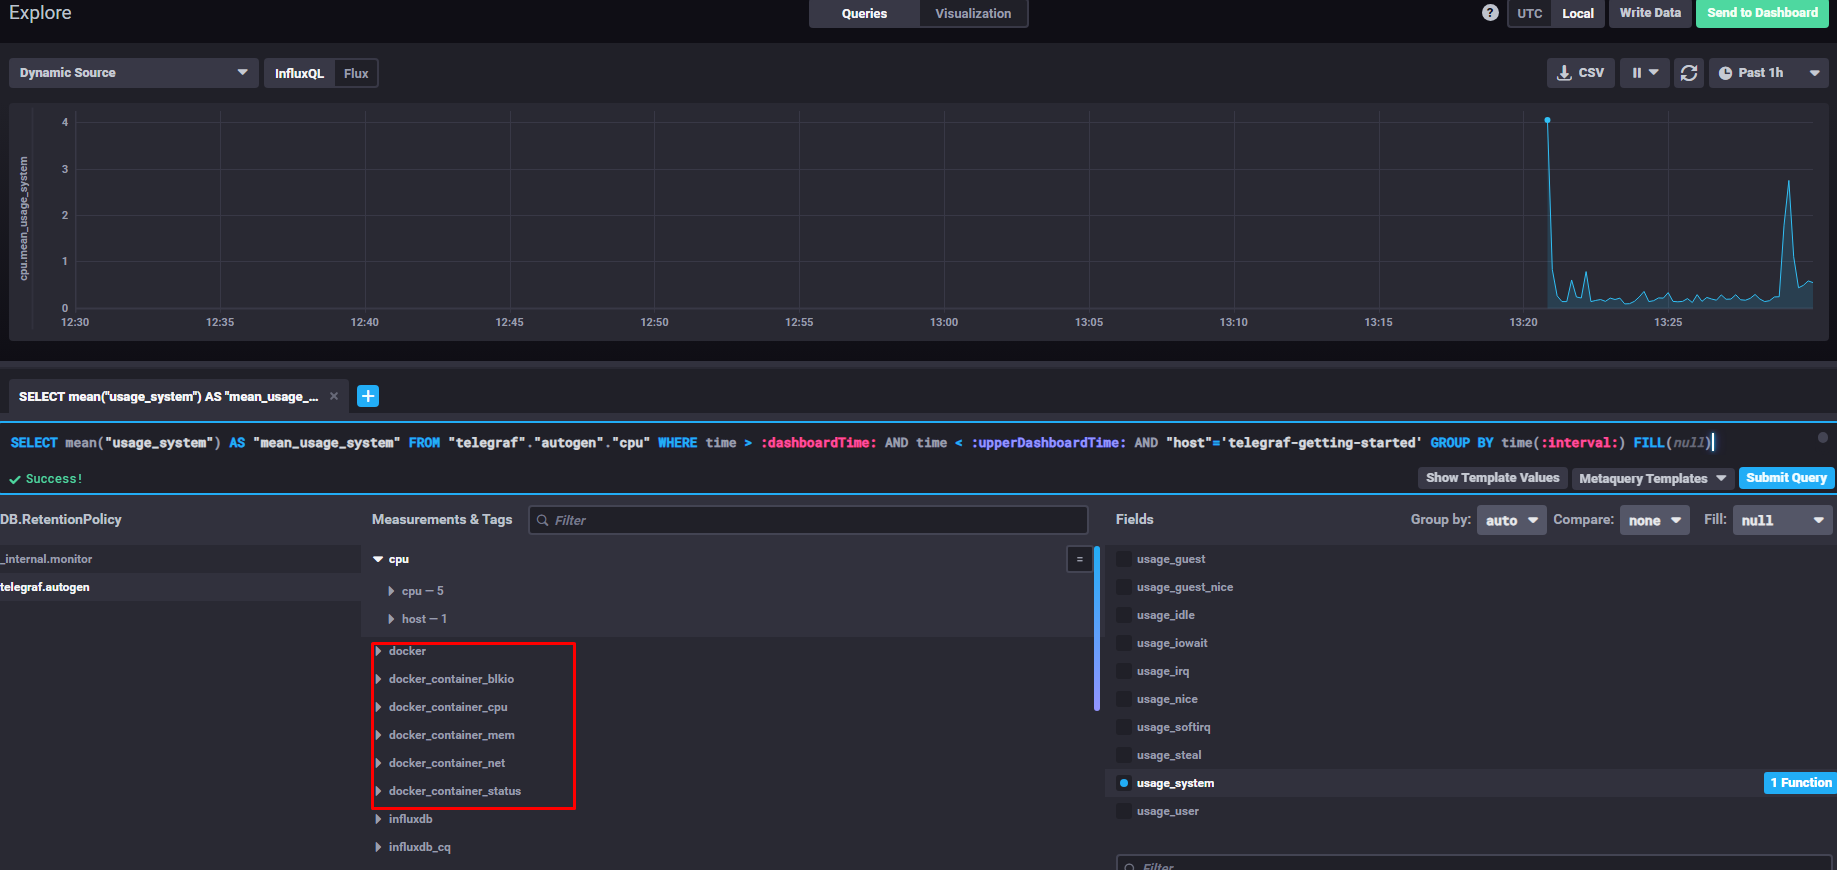 Explore
Queries
Visualization
?
UTC
Local
Write Data
Send to Dashboard
Dynamic Source
InfluxQL
Flux
CSV
Past 1h
cpu.mean_usage_system
4
3
2
1
0
12:30
12:35
12:40
12:45
12:50
12:55
13:00
13:05
13:10
13:15
13:20
13:25
SELECT mean("usage_system") AS "mean_usage_...
SELECT mean("usage_system") AS "mean_usage_system" FROM "telegraf"."autogen"."cpu" WHERE time > :dashboardTime: AND time < :upperDashboardTime: AND "host"='telegraf-getting-started' GROUP BY time(:interval:) FILL(null)
Success!
Show Template Values
Metaquery Templates
Submit Query
DB.RetentionPolicy
Measurements & Tags
Filter
Fields
Group by:
auto
Compare:
none
Fill:
null
_internal.monitor
telegraf.autogen
cpu
=
cpu — 5
host — 1
docker
docker_container_blkio
docker_container_cpu
docker_container_mem
docker_container_net
docker_container_status
influxdb
influxdb_cq
usage_guest
usage_guest_nice
usage_idle
usage_iowait
usage_irq
usage_nice
usage_softirq
usage_steal
usage_system
1 Function
usage_user
Filter